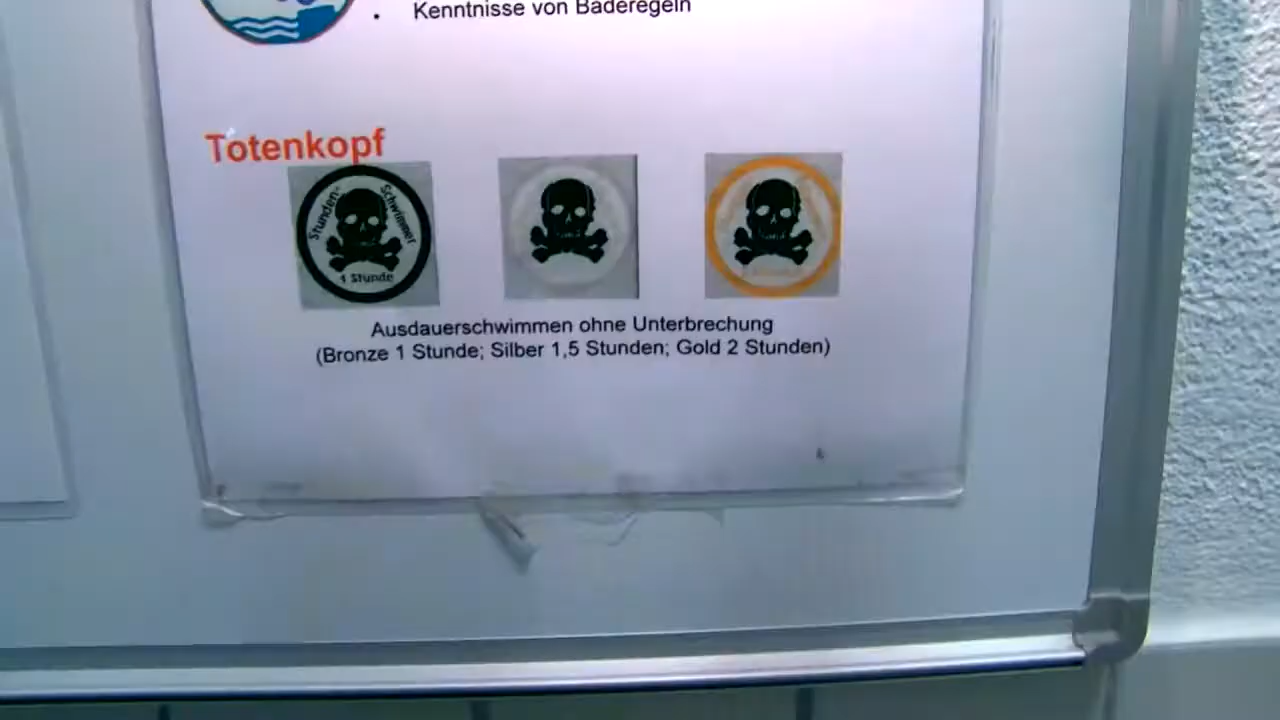 Kenntnisse von Baderegeln
Totenkopf
Stunden-
Schwimmer
1 Stunde
Ausdauerschwimmen ohne Unterbrechung
(Bronze 1 Stunde; Silber 1,5 Stunden; Gold 2 Stunden)